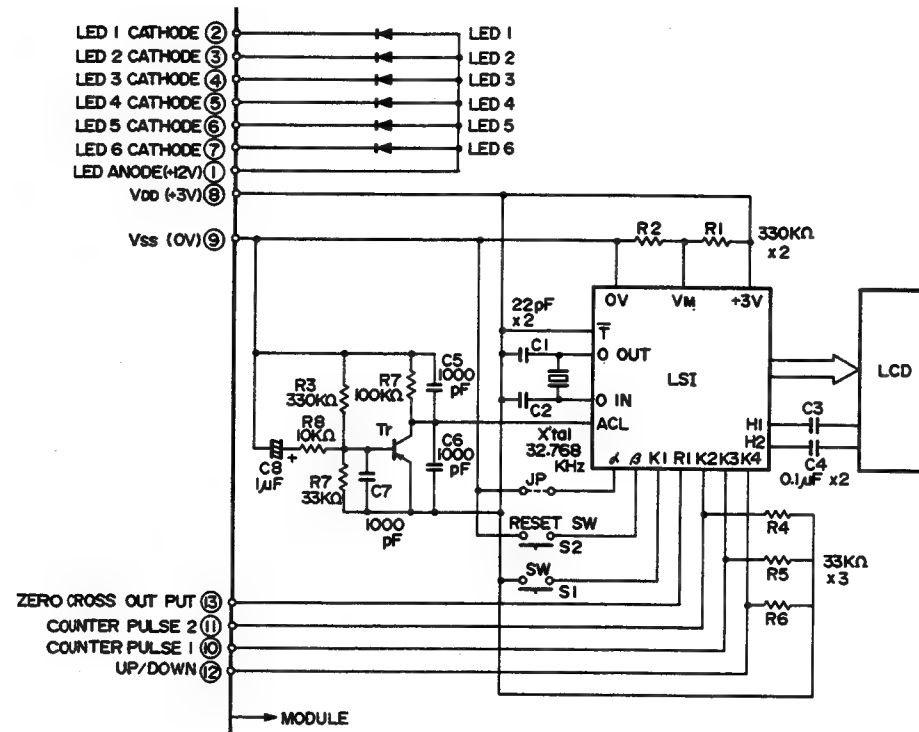 LED 1 CATHODE ②
LED 1
LED 2 CATHODE ③
LED 2
LED 3 CATHODE ④
LED 3
LED 4 CATHODE ⑤
LED 4
LED 5 CATHODE ⑥
LED 5
LED 6 CATHODE ⑦
LED 6
LED ANODE(+12V) ①
VDD (+3V) ⑧
VSS (0V) ⑨
R2
R1
330KΩ
x 2
0V
VM
+3V
22pF
x 2
T̅
C1
O OUT
LSI
LCD
C2
O IN
ACL
H1
H2
C3
C4
0.1μF x2
X'tal
32.768
KHz
α β K1 R1 K2 K3 K4
C5
1000
pF
R3
330KΩ
R7
100KΩ
R8
10KΩ
Tr
C6
1000
pF
C8
1μF
+
R7
33KΩ
C7
1000
pF
JP
RESET SW
S2
SW
S1
R4
R5
R6
33KΩ
x 3
ZERO CROSS OUT PUT ⑬
COUNTER PULSE 2 ⑪
COUNTER PULSE 1 ⑩
UP/DOWN ⑫
MODULE